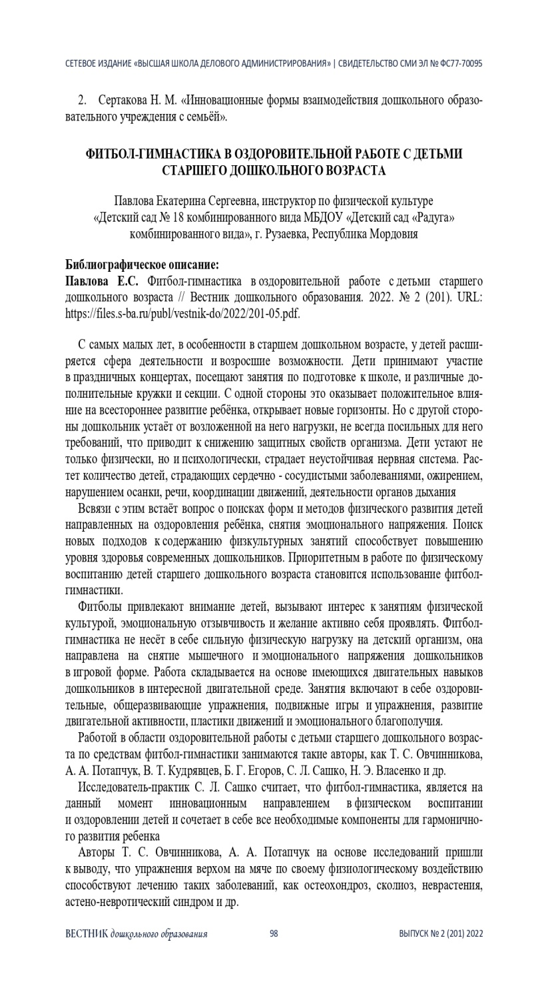 СЕТЕВОЕ ИЗДАНИЕ «ВЫСШАЯ ШКОЛА ДЕЛОВОГО АДМИНИСТРИРОВАНИЯ» | СВИДЕТЕЛЬСТВО СМИ ЭЛ № ФС77-70095
2. Сертакова Н. М. «Инновационные формы взаимодействия дошкольного образо-
вательного учреждения с семьёй».
ФИТБОЛ-ГИМНАСТИКА В ОЗДОРОВИТЕЛЬНОЙ РАБОТЕ С ДЕТЬМИ
СТАРШЕГО ДОШКОЛЬНОГО ВОЗРАСТА
Павлова Екатерина Сергеевна, инструктор по физической культуре
«Детский сад № 18 комбинированного вида МБДОУ «Детский сад «Радуга»
комбинированного вида», г. Рузаевка, Республика Мордовия
Библиографическое описание:
Павлова Е.С. Фитбол-гимнастика в оздоровительной работе с детьми старшего
дошкольного возраста // Вестник дошкольного образования. 2022. № 2 (201). URL:
https://files.s-ba.ru/publ/vestnik-do/2022/201-05.pdf.
С самых малых лет, в особенности в старшем дошкольном возрасте, у детей расши-
ряется сфера деятельности и возросшие возможности. Дети принимают участие
в праздничных концертах, посещают занятия по подготовке к школе, и различные до-
полнительные кружки и секции. С одной стороны это оказывает положительное влия-
ние на всестороннее развитие ребёнка, открывает новые горизонты. Но с другой сторо-
ны дошкольник устаёт от возложенной на него нагрузки, не всегда посильных для него
требований, что приводит к снижению защитных свойств организма. Дети устают не
только физически, но и психологически, страдает неустойчивая нервная система. Рас-
тет количество детей, страдающих сердечно - сосудистыми заболеваниями, ожирением,
нарушением осанки, речи, координации движений, деятельности органов дыхания
Всвязи с этим встаёт вопрос о поисках форм и методов физического развития детей
направленных на оздоровления ребёнка, снятия эмоционального напряжения. Поиск
новых подходов к содержанию физкультурных занятий способствует повышению
уровня здоровья современных дошкольников. Приоритетным в работе по физическому
воспитанию детей старшего дошкольного возраста становится использование фитбол-
гимнастики.
Фитболы привлекают внимание детей, вызывают интерес к занятиям физической
культурой, эмоциональную отзывчивость и желание активно себя проявлять. Фитбол-
гимнастика не несёт в себе сильную физическую нагрузку на детский организм, она
направлена на снятие мышечного и эмоционального напряжения дошкольников
в игровой форме. Работа складывается на основе имеющихся двигательных навыков
дошкольников в интересной двигательной среде. Занятия включают в себе оздорови-
тельные, общеразвивающие упражнения, подвижные игры и упражнения, развитие
двигательной активности, пластики движений и эмоционального благополучия.
Работой в области оздоровительной работы с детьми старшего дошкольного возрас-
та по средствам фитбол-гимнастики занимаются такие авторы, как Т. С. Овчинникова,
А. А. Потапчук, В. Т. Кудрявцев, Б. Г. Егоров, С. Л. Сашко, Н. Э. Власенко и др.
Исследователь-практик С. Л. Сашко считает, что фитбол-гимнастика, является на
данный момент инновационным направлением в физическом воспитании
и оздоровлении детей и сочетает в себе все необходимые компоненты для гармонично-
го развития ребенка
Авторы Т. С. Овчинникова, А. А. Потапчук на основе исследований пришли
к выводу, что упражнения верхом на мяче по своему физиологическому воздействию
способствуют лечению таких заболеваний, как остеохондроз, сколиоз, неврастения,
астено-невротический синдром и др.
ВЕСТНИК дошкольного образования 98 ВЫПУСК № 2 (201) 2022